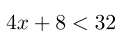 4x + 8 < 32